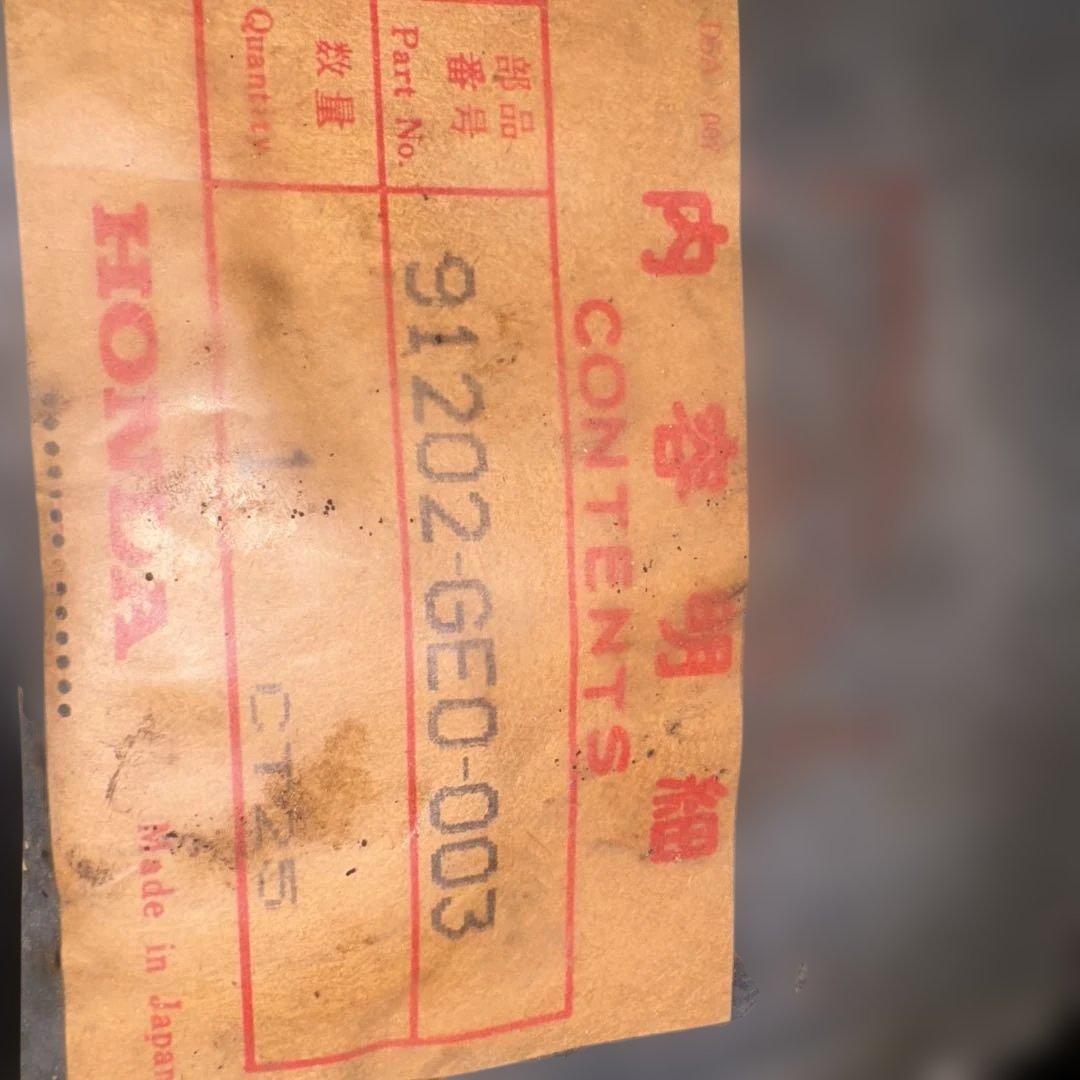 内容明細
CONTENTS
部品番号
Part No.
91202-GE0-003
数量
Quantity
1
CT25
HONDA
Made in Japan